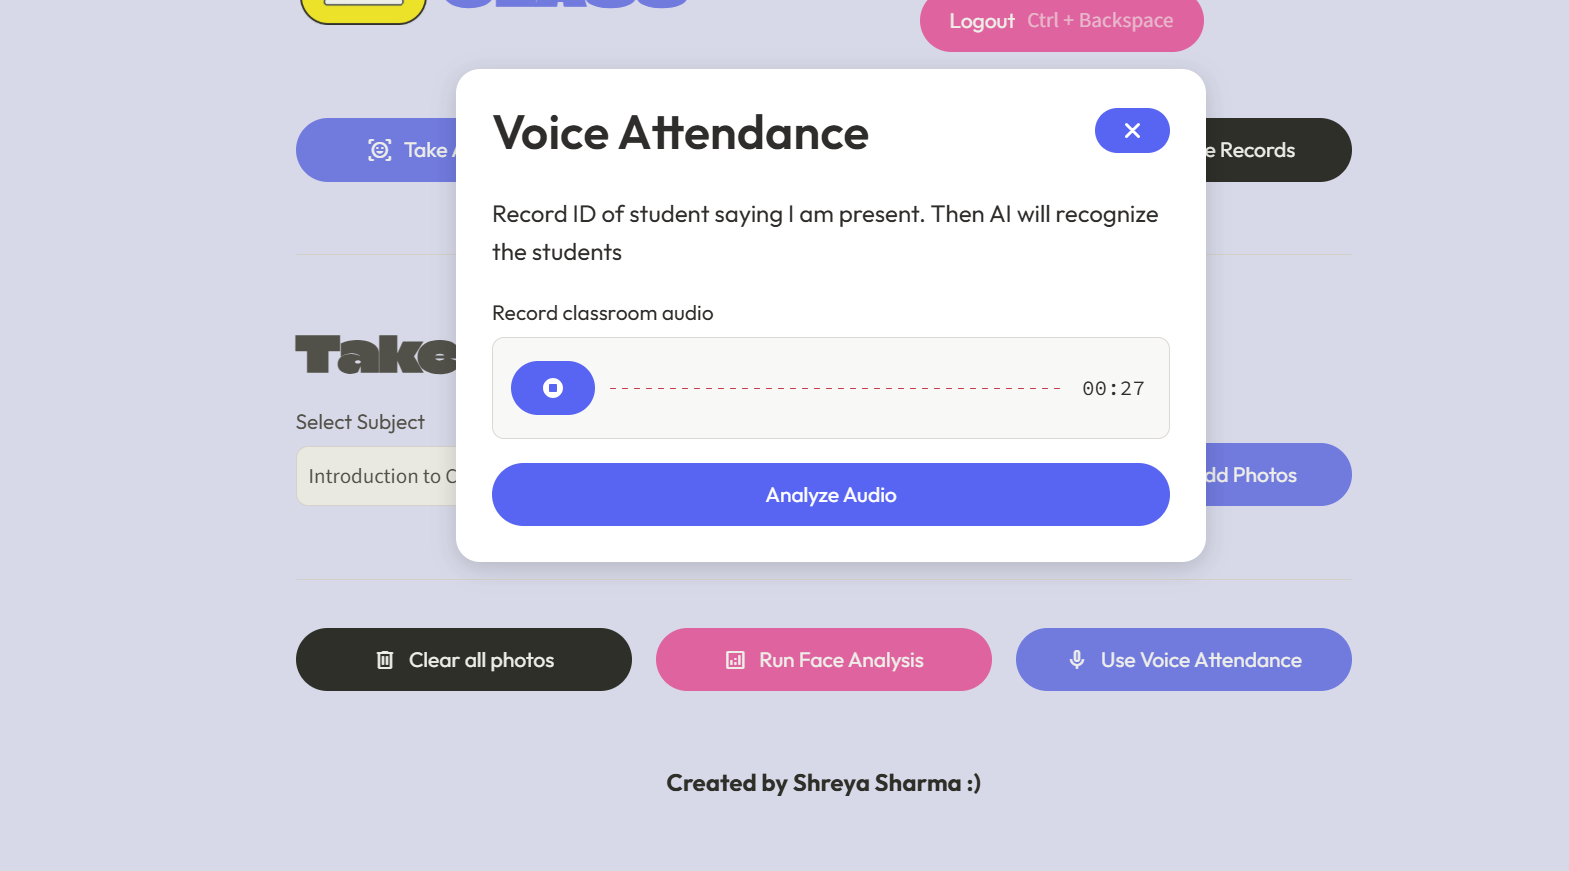 Logout Ctrl + Backspace
Voice Attendance
Take
Records
Record ID of student saying I am present. Then AI will recognize
the students
Record classroom audio
Take
00:27
Select Subject
Introduction to
Photos
Analyze Audio
Clear all photos
Run Face Analysis
Use Voice Attendance
Created by Shreya Sharma :)